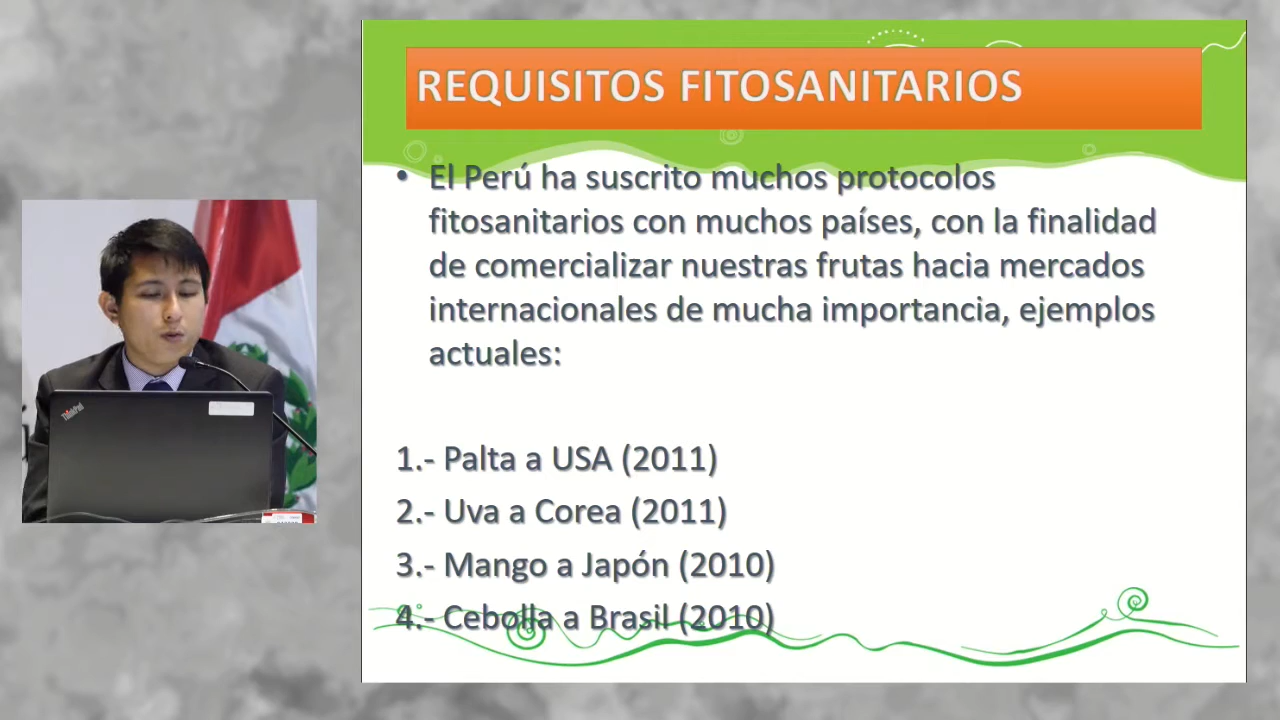 REQUISITOS FITOSANITARIOS
• El Perú ha suscrito muchos protocolos
fitosanitarios con muchos países, con la finalidad
de comercializar nuestras frutas hacia mercados
internacionales de mucha importancia, ejemplos
actuales:
1.- Palta a USA (2011)
2.- Uva a Corea (2011)
3.- Mango a Japón (2010)
4.- Cebolla a Brasil (2010)
ThinkPad